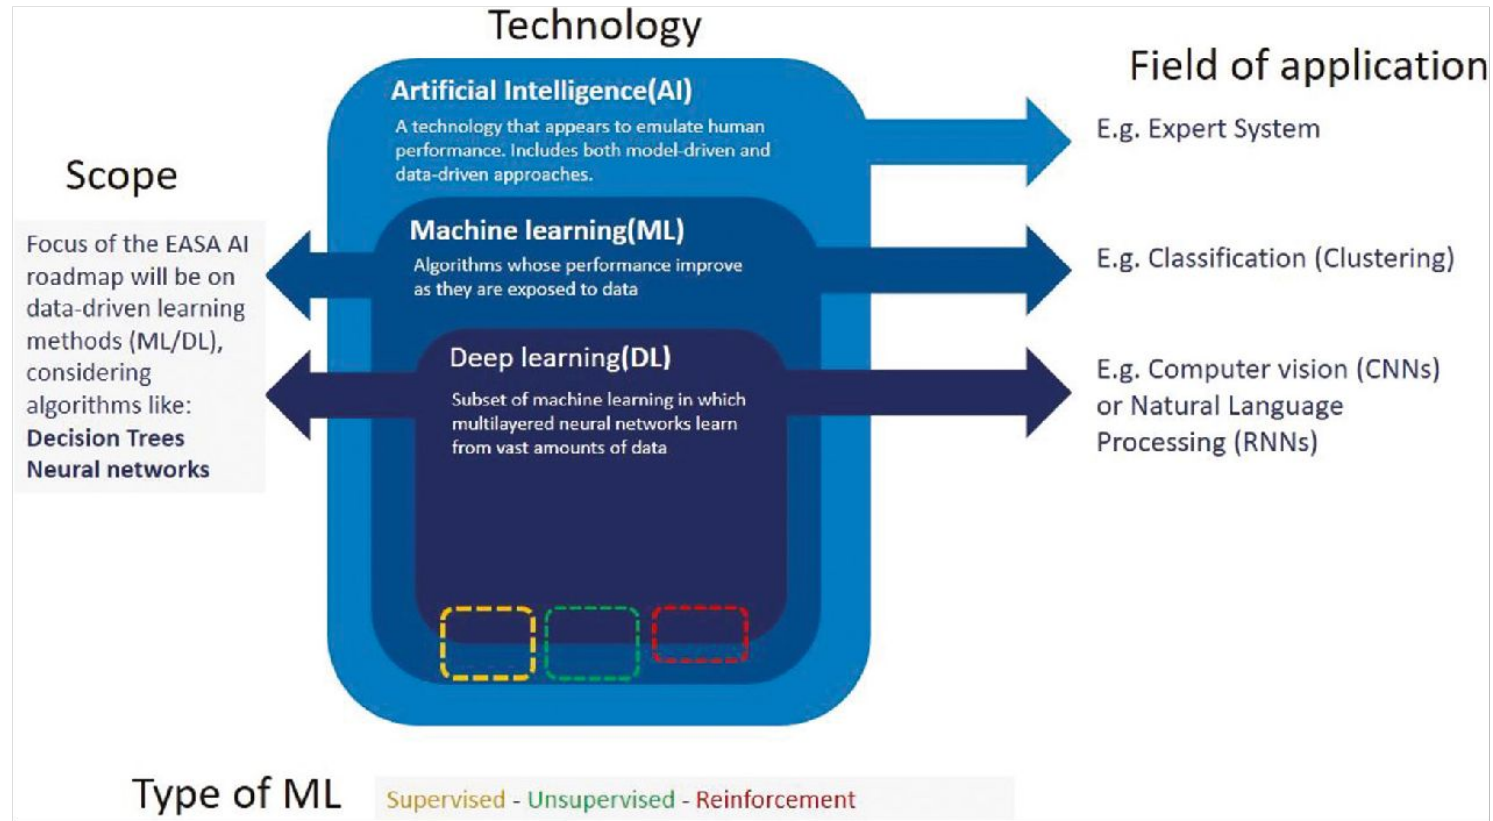 Technology
Artificial Intelligence(AI)
A technology that appears to emulate human
performance. Includes both model-driven and
data-driven approaches.
Machine learning(ML)
Algorithms whose performance improve
as they are exposed to data
Deep learning(DL)
Subset of machine learning in which
multilayered neural networks learn
from vast amounts of data
Scope
Focus of the EASA AI
roadmap will be on
data-driven learning
methods (ML/DL),
considering
algorithms like:
Decision Trees
Neural networks
Field of application
E.g. Expert System
E.g. Classification (Clustering)
E.g. Computer vision (CNNs)
or Natural Language
Processing (RNNs)
Type of ML
Supervised - Unsupervised - Reinforcement